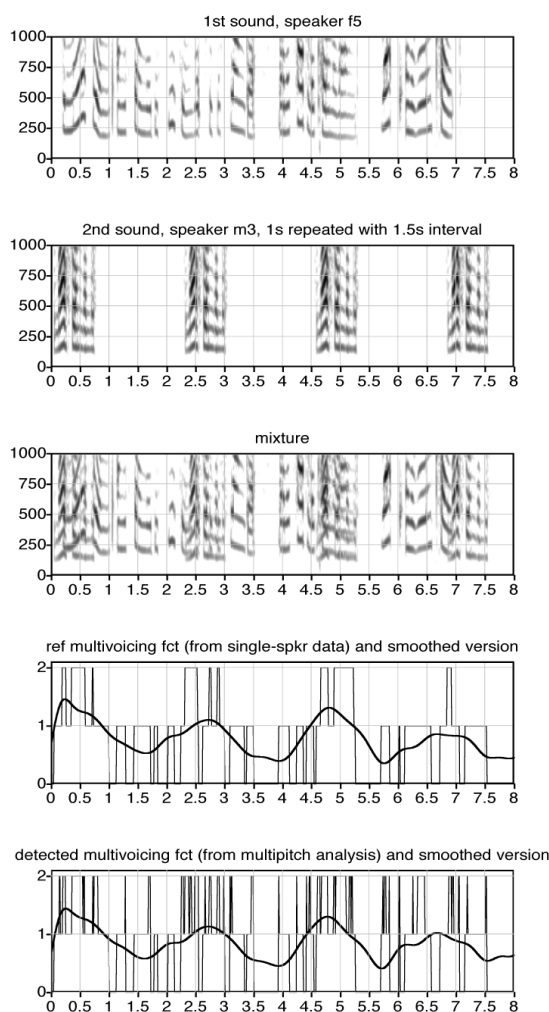 1st sound, speaker f5
1000
750
500
250
0
0 0.5 1 1.5 2 2.5 3 3.5 4 4.5 5 5.5 6 6.5 7 7.5 8
2nd sound, speaker m3, 1s repeated with 1.5s interval
1000
750
500
250
0
0 0.5 1 1.5 2 2.5 3 3.5 4 4.5 5 5.5 6 6.5 7 7.5 8
mixture
1000
750
500
250
0
0 0.5 1 1.5 2 2.5 3 3.5 4 4.5 5 5.5 6 6.5 7 7.5 8
ref multivoicing fct (from single-spkr data) and smoothed version
2
1
0
0 0.5 1 1.5 2 2.5 3 3.5 4 4.5 5 5.5 6 6.5 7 7.5 8
detected multivoicing fct (from multipitch analysis) and smoothed version
2
1
0
0 0.5 1 1.5 2 2.5 3 3.5 4 4.5 5 5.5 6 6.5 7 7.5 8